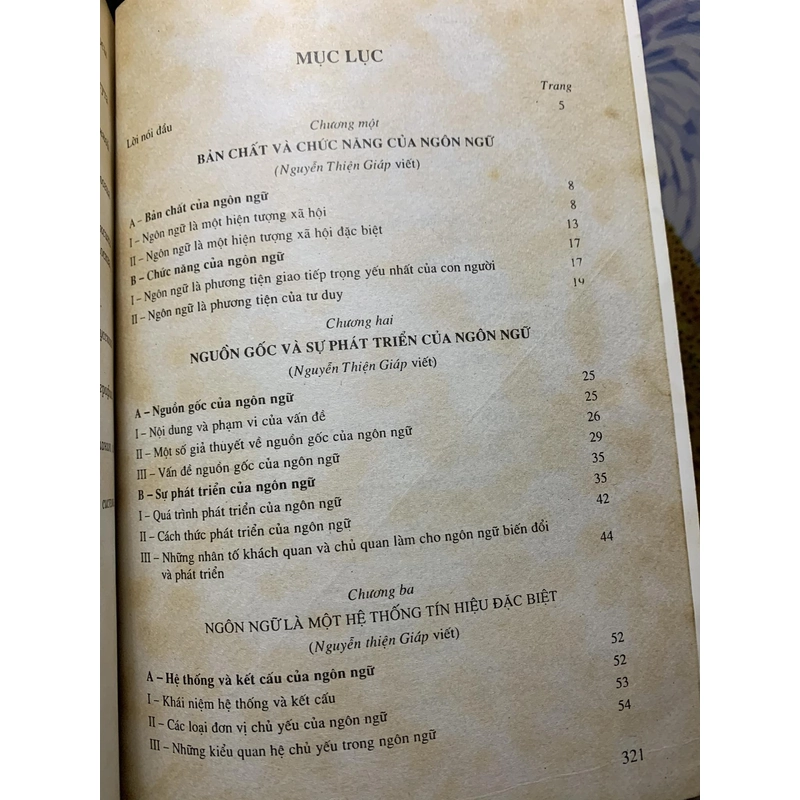 MỤC LỤC
Trang
Lời nói đầu 5
Chương một
BẢN CHẤT VÀ CHỨC NĂNG CỦA NGÔN NGỮ
(Nguyễn Thiện Giáp viết)
A – Bản chất của ngôn ngữ 8
I – Ngôn ngữ là một hiện tượng xã hội 8
II – Ngôn ngữ là một hiện tượng xã hội đặc biệt 13
B – Chức năng của ngôn ngữ 17
I – Ngôn ngữ là phương tiện giao tiếp trọng yếu nhất của con người 17
II – Ngôn ngữ là phương tiện của tư duy 19
Chương hai
NGUỒN GỐC VÀ SỰ PHÁT TRIỂN CỦA NGÔN NGỮ
(Nguyễn Thiện Giáp viết)
A – Nguồn gốc của ngôn ngữ 25
I – Nội dung và phạm vi của vấn đề 25
II – Một số giả thuyết về nguồn gốc của ngôn ngữ 26
III – Vấn đề nguồn gốc của ngôn ngữ 29
B – Sự phát triển của ngôn ngữ 35
I – Quá trình phát triển của ngôn ngữ 35
II – Cách thức phát triển của ngôn ngữ 42
III – Những nhân tố khách quan và chủ quan làm cho ngôn ngữ biến đổi
và phát triển 44
Chương ba
NGÔN NGỮ LÀ MỘT HỆ THỐNG TÍN HIỆU ĐẶC BIỆT
(Nguyễn thiện Giáp viết)
A – Hệ thống và kết cấu của ngôn ngữ 52
I – Khái niệm hệ thống và kết cấu 52
II – Các loại đơn vị chủ yếu của ngôn ngữ 53
III – Những kiểu quan hệ chủ yếu trong ngôn ngữ 54
321